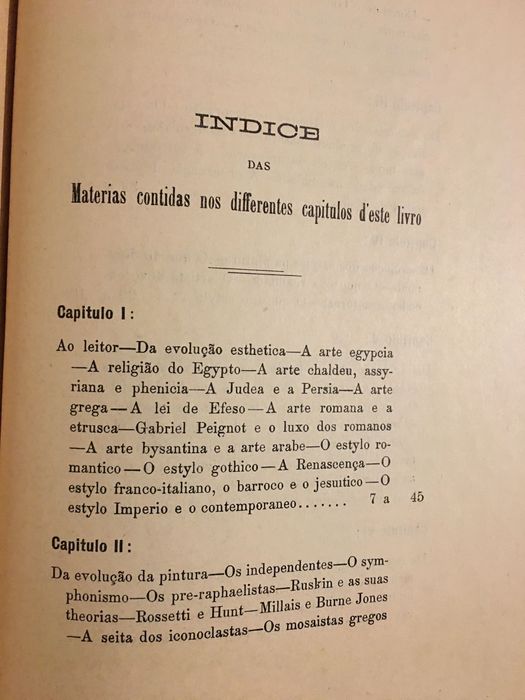 INDICE
DAS
Materias contidas nos differentes capitulos d'este livro
Capitulo I:
Ao leitor—Da evolução esthetica—A arte egypcia
—A religião do Egypto—A arte chaldeu, assy-
riana e phenicia—A Judea e a Persia—A arte
grega—A lei de Efeso—A arte romana e a
etrusca—Gabriel Peignot e o luxo dos romanos
—A arte bysantina e a arte arabe—O estylo ro-
mantico—O estylo gothico—A Renascença—O
estylo franco-italiano, o barroco e o jesuitico—O
estylo Imperio e o contemporaneo....... 7 a 45
Capitulo II:
Da evolução da pintura—Os independentes—O sym-
phonismo—Os pre-raphaelistas—Ruskin e as suas
theorias—Rossetti e Hunt—Millais e Burne Jones
—A seita dos iconoclastas—Os mosaistas gregos